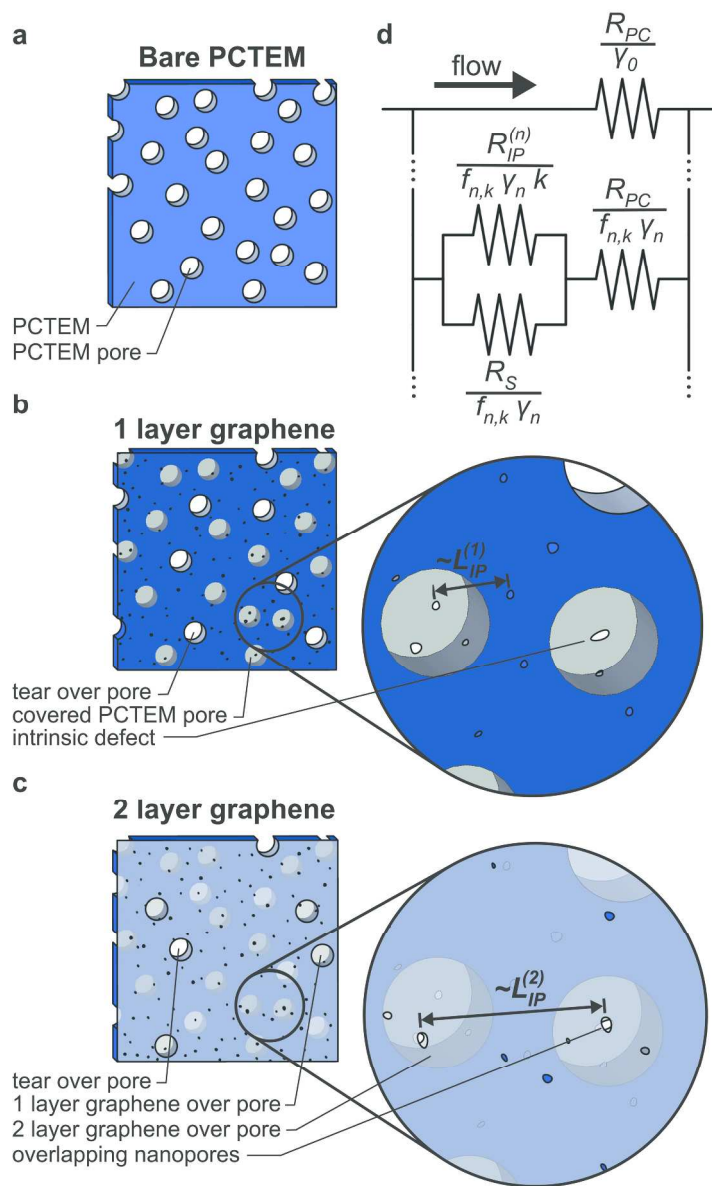 a
Bare PCTEM
PCTEM
PCTEM pore
d
flow
R_PC
γ_0
R_IP^(n)
f_n,k γ_n k
R_PC
f_n,k γ_n
R_S
f_n,k γ_n
b
1 layer graphene
~L_IP^(1)
tear over pore
covered PCTEM pore
intrinsic defect
c
2 layer graphene
~L_IP^(2)
tear over pore
1 layer graphene over pore
2 layer graphene over pore
overlapping nanopores